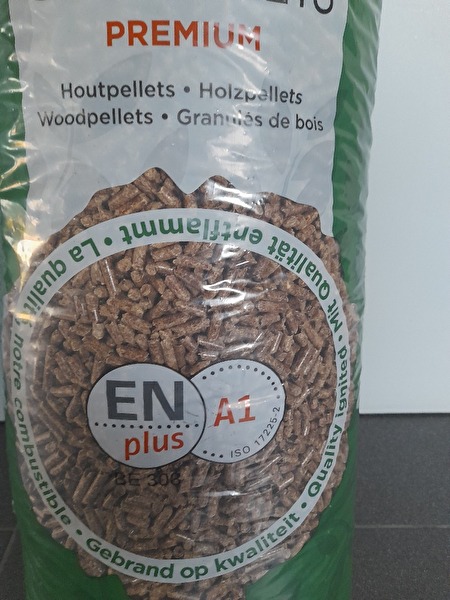 PREMIUM
Houtpellets • Holzpellets
Woodpellets • Granulés de bois
La qualité, notre combustible • Gebrand op kwaliteit • Quality ignited • Mit Qualität entflammt •
EN
plus
A1
ISO 17225-2
BE 306